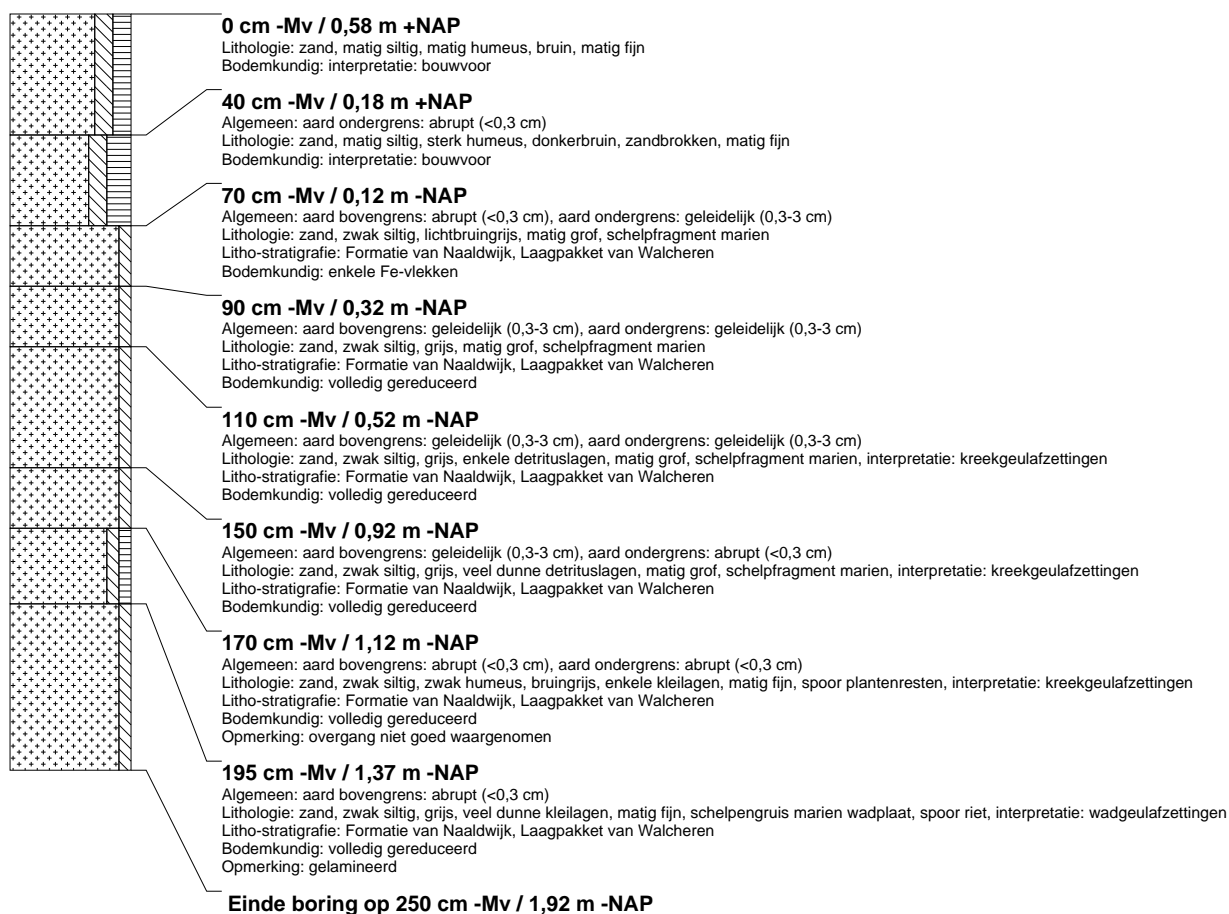 0 cm -Mv / 0,58 m +NAP
Lithologie: zand, matig siltig, matig humeus, bruin, matig fijn
Bodemkundig: interpretatie: bouwvoor
40 cm -Mv / 0,18 m +NAP
Algemeen: aard ondergrens: abrupt (<0,3 cm)
Lithologie: zand, matig siltig, sterk humeus, donkerbruin, zandbrokken, matig fijn
Bodemkundig: interpretatie: bouwvoor
70 cm -Mv / 0,12 m -NAP
Algemeen: aard bovengrens: abrupt (<0,3 cm), aard ondergrens: geleidelijk (0,3-3 cm)
Lithologie: zand, zwak siltig, lichtbruingrijs, matig grof, schelpfragment marien
Litho-stratigrafie: Formatie van Naaldwijk, Laagpakket van Walcheren
Bodemkundig: enkele Fe-vlekken
90 cm -Mv / 0,32 m -NAP
Algemeen: aard bovengrens: geleidelijk (0,3-3 cm), aard ondergrens: geleidelijk (0,3-3 cm)
Lithologie: zand, zwak siltig, grijs, matig grof, schelpfragment marien
Litho-stratigrafie: Formatie van Naaldwijk, Laagpakket van Walcheren
Bodemkundig: volledig gereduceerd
110 cm -Mv / 0,52 m -NAP
Algemeen: aard bovengrens: geleidelijk (0,3-3 cm), aard ondergrens: geleidelijk (0,3-3 cm)
Lithologie: zand, zwak siltig, grijs, enkele detrituslagen, matig grof, schelpfragment marien, interpretatie: kreekgeulafzettingen
Litho-stratigrafie: Formatie van Naaldwijk, Laagpakket van Walcheren
Bodemkundig: volledig gereduceerd
150 cm -Mv / 0,92 m -NAP
Algemeen: aard bovengrens: geleidelijk (0,3-3 cm), aard ondergrens: abrupt (<0,3 cm)
Lithologie: zand, zwak siltig, grijs, veel dunne detrituslagen, matig grof, schelpfragment marien, interpretatie: kreekgeulafzettingen
Litho-stratigrafie: Formatie van Naaldwijk, Laagpakket van Walcheren
Bodemkundig: volledig gereduceerd
170 cm -Mv / 1,12 m -NAP
Algemeen: aard bovengrens: abrupt (<0,3 cm), aard ondergrens: abrupt (<0,3 cm)
Lithologie: zand, zwak siltig, zwak humeus, bruingrijs, enkele kleilagen, matig fijn, spoor plantenresten, interpretatie: kreekgeulafzettingen
Litho-stratigrafie: Formatie van Naaldwijk, Laagpakket van Walcheren
Bodemkundig: volledig gereduceerd
Opmerking: overgang niet goed waargenomen
195 cm -Mv / 1,37 m -NAP
Algemeen: aard bovengrens: abrupt (<0,3 cm)
Lithologie: zand, zwak siltig, grijs, veel dunne kleilagen, matig fijn, schelpengruis marien wadplaat, spoor riet, interpretatie: wadgeulafzettingen
Litho-stratigrafie: Formatie van Naaldwijk, Laagpakket van Walcheren
Bodemkundig: volledig gereduceerd
Opmerking: gelamineerd
Einde boring op 250 cm -Mv / 1,92 m -NAP